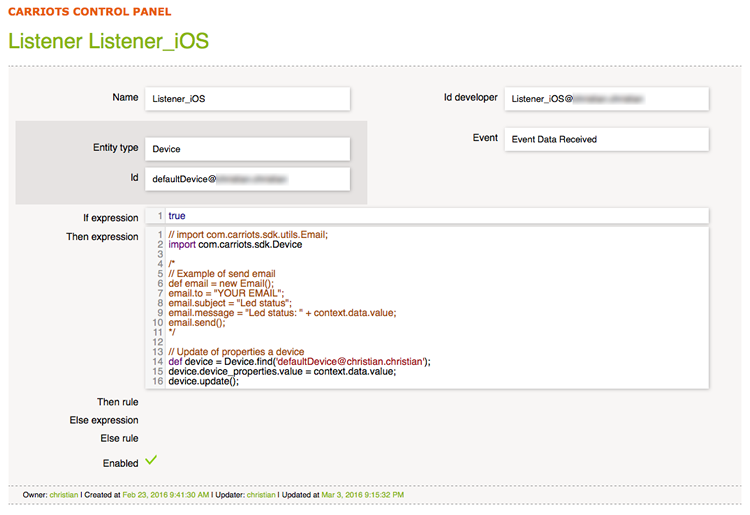 CARRIOTS CONTROL PANEL
Listener Listener_iOS
Name Listener_iOS
Id developer Listener_iOS@
Entity type Device
Event Event Data Received
Id defaultDevice@
If expression
1 true
Then expression
1 // import com.carriots.sdk.utils.Email;
2 import com.carriots.sdk.Device
3
4 /*
5 // Example of send email
6 def email = new Email();
7 email.to = "YOUR EMAIL";
8 email.subject = "Led status";
9 email.message = "Led status: " + context.data.value;
10 email.send();
11 */
12
13 // Update of properties a device
14 def device = Device.find('defaultDevice@christian.christian');
15 device.device_properties.value = context.data.value;
16 device.update();
Then rule
Else expression
Else rule
Enabled
Owner: christian I Created at Feb 23, 2016 9:41:30 AM I Updater: christian I Updated at Mar 3, 2016 9:15:32 PM